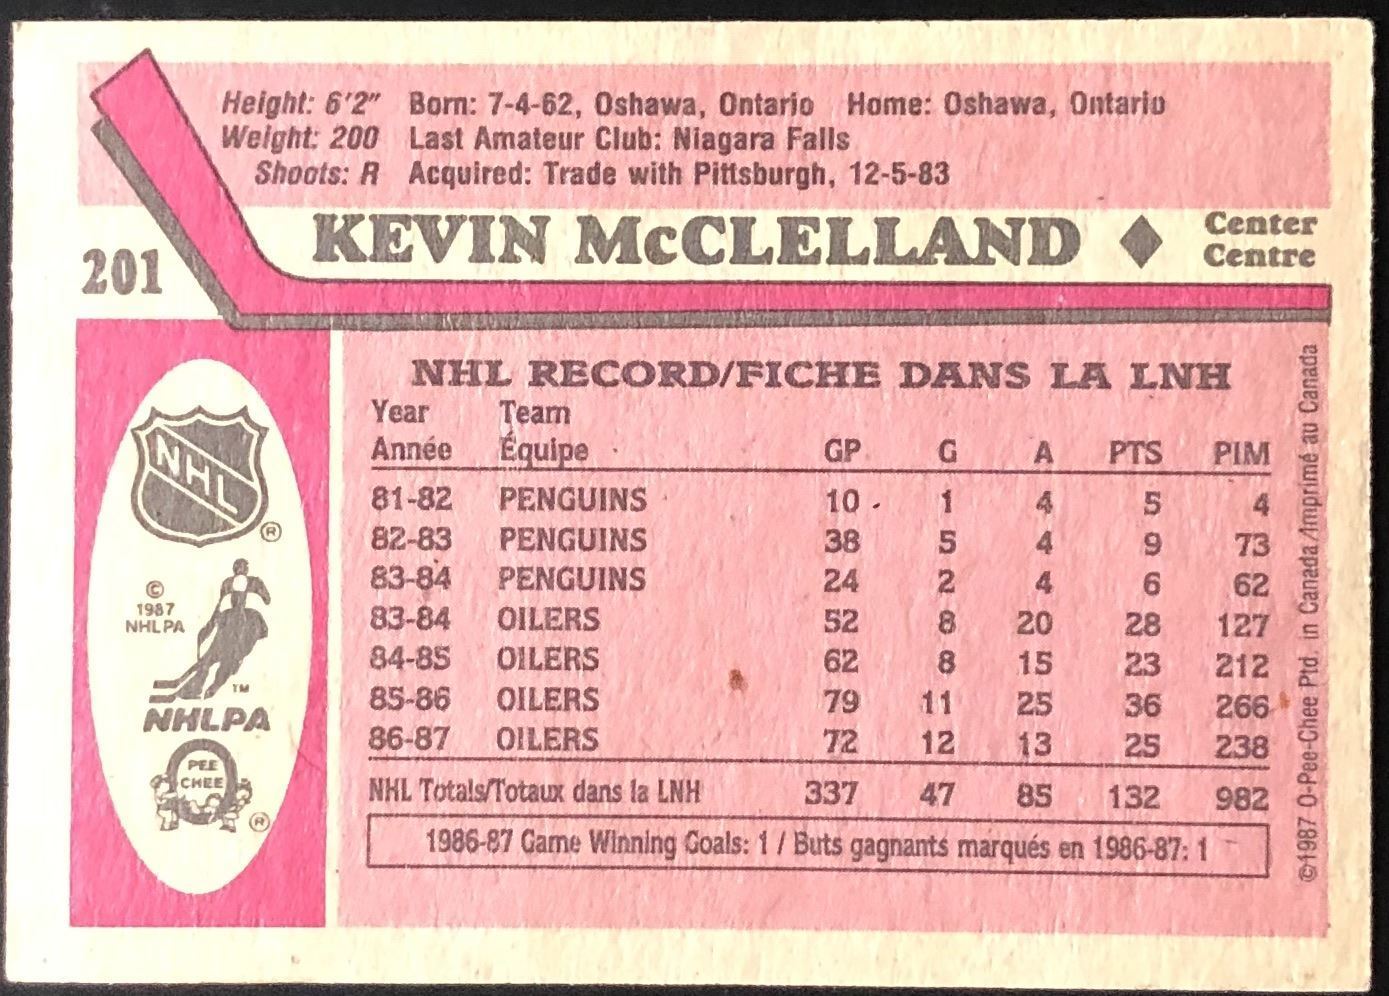 Height: 6'2" Born: 7-4-62, Oshawa, Ontario Home: Oshawa, Ontario
Weight: 200 Last Amateur Club: Niagara Falls
Shoots: R Acquired: Trade with Pittsburgh, 12-5-83
201
KEVIN McCLELLAND ♦ Center
Centre
NHL RECORD/FICHE DANS LA LNH
Year Team
Année Équipe GP G A PTS PIM
81-82 PENGUINS 10 1 4 5 4
82-83 PENGUINS 38 5 4 9 73
83-84 PENGUINS 24 2 4 6 62
83-84 OILERS 52 8 20 28 127
84-85 OILERS 62 8 15 23 212
85-86 OILERS 79 11 25 36 266
86-87 OILERS 72 12 13 25 238
NHL Totals/Totaux dans la LNH 337 47 85 132 982
1986-87 Game Winning Goals: 1 / Buts gagnants marqués en 1986-87: 1
NHL
®
©
1987
NHLPA
TM
NHLPA
PEE
CHEE
®
©1987 O-Pee-Chee Ptd. in Canada/Imprimé au Canada